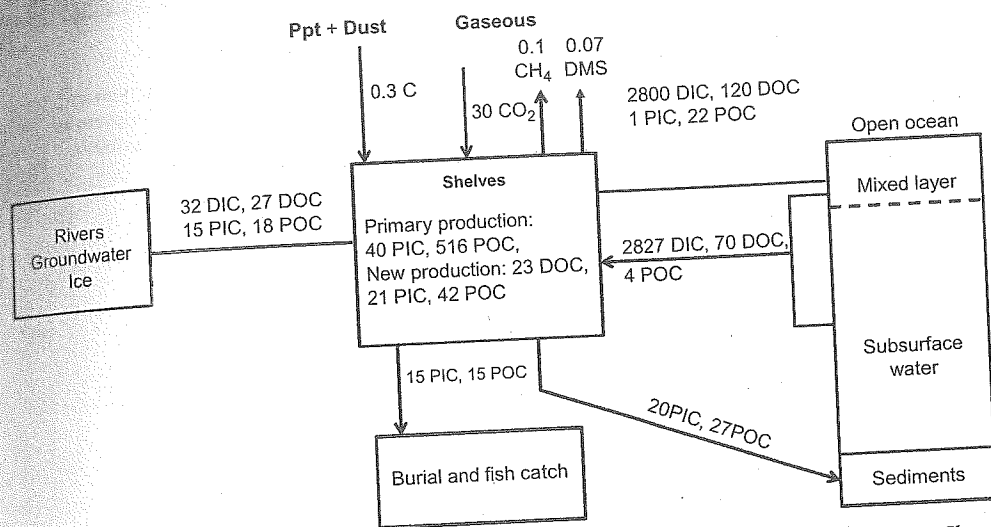 Ppt + Dust
Gaseous
0.3 C
30 CO₂
0.1
CH₄
0.07
DMS
2800 DIC, 120 DOC
1 PIC, 22 POC
Open ocean
Mixed layer
Rivers
Groundwater
Ice
32 DIC, 27 DOC
15 PIC, 18 POC
Shelves
Primary production:
40 PIC, 516 POC,
New production: 23 DOC,
21 PIC, 42 POC
2827 DIC, 70 DOC,
4 POC
Subsurface
water
15 PIC, 15 POC
20PIC, 27POC
Burial and fish catch
Sediments